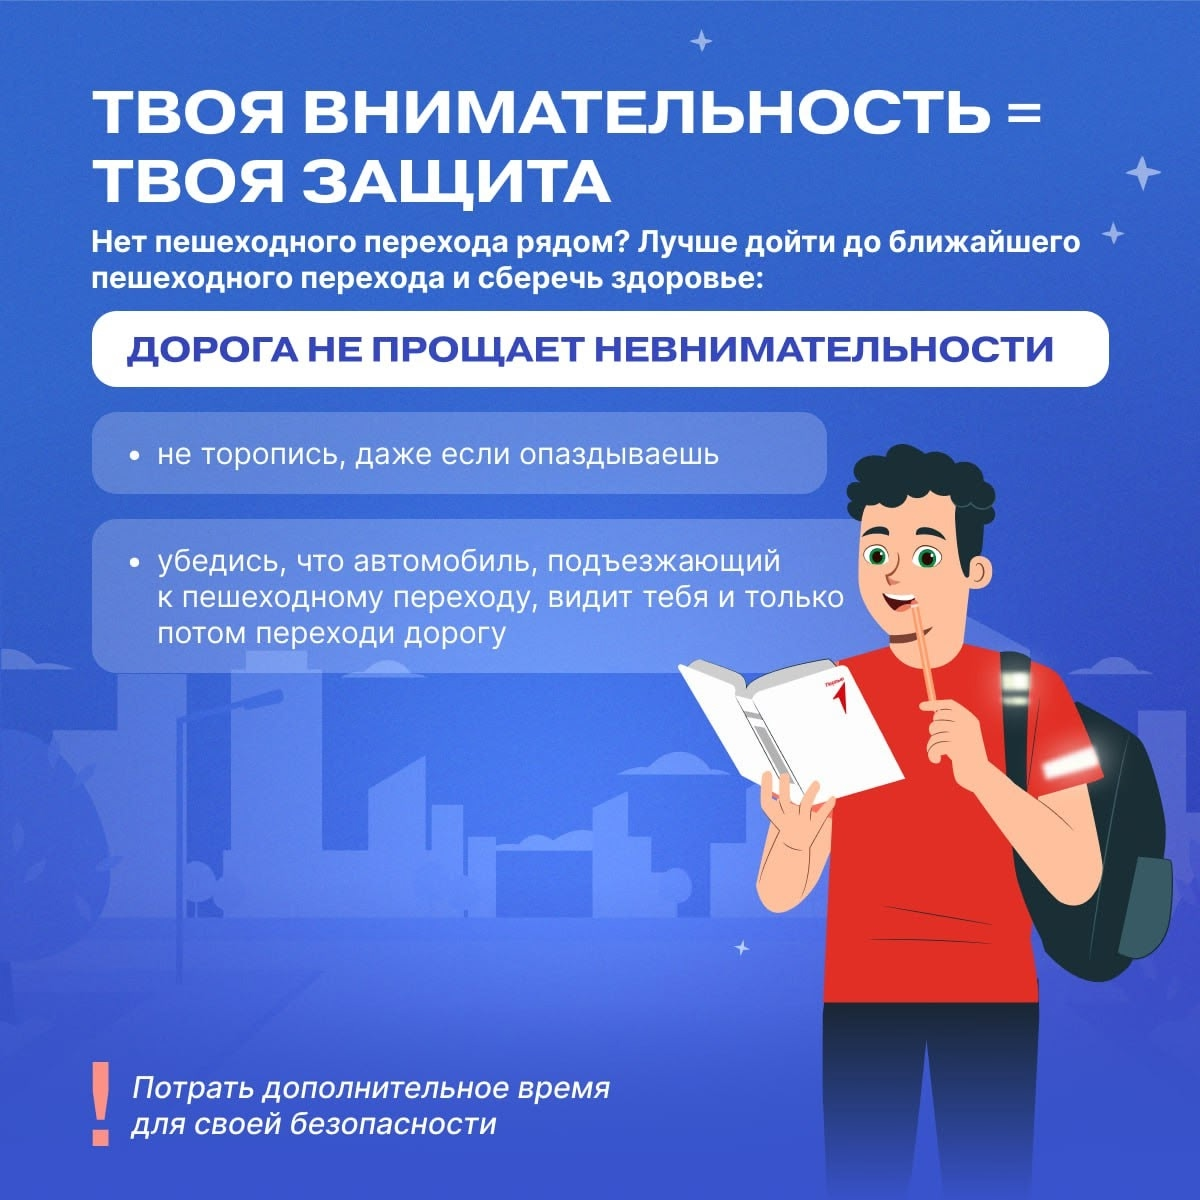 ТВОЯ ВНИМАТЕЛЬНОСТЬ =
ТВОЯ ЗАЩИТА
Нет пешеходного перехода рядом? Лучше дойти до ближайшего
пешеходного перехода и сберечь здоровье:
ДОРОГА НЕ ПРОЩАЕТ НЕВНИМАТЕЛЬНОСТИ
• не торопись, даже если опаздываешь
• убедись, что автомобиль, подъезжающий
к пешеходному переходу, видит тебя и только
потом переходи дорогу
Первые
! Потрать дополнительное время
для своей безопасности